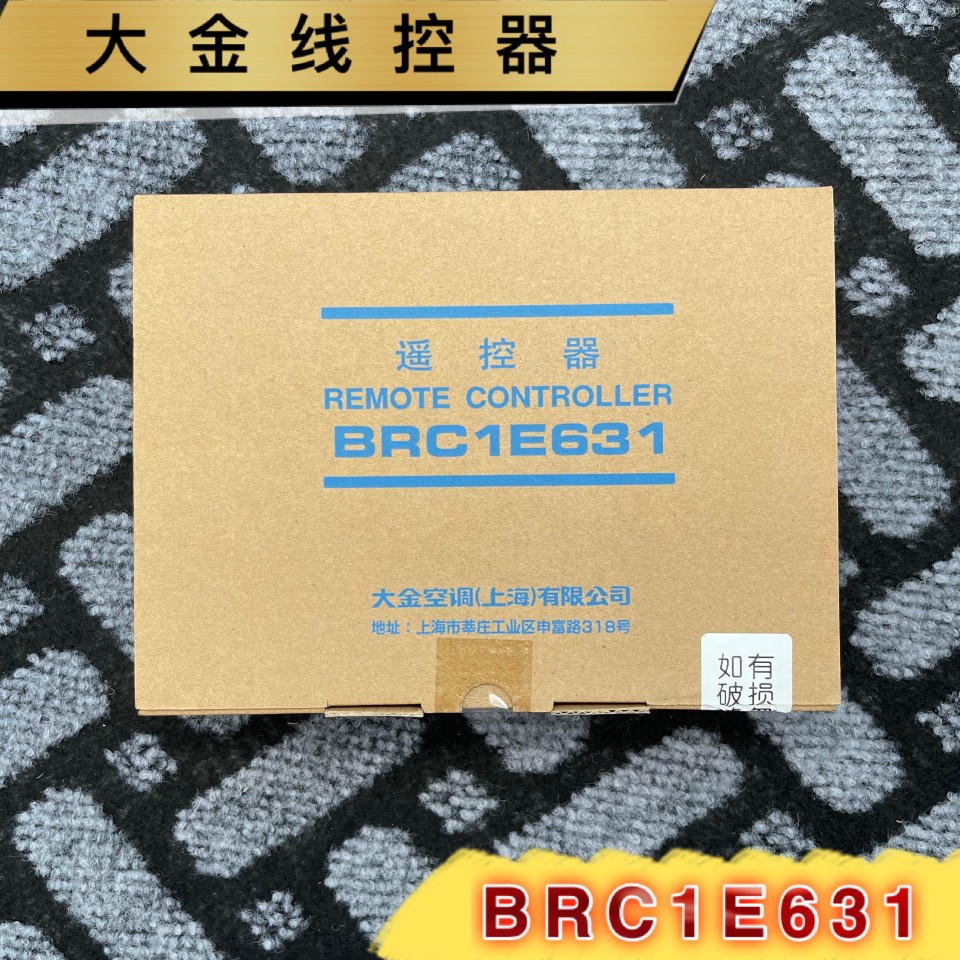 大金线控器
遥控器
REMOTE CONTROLLER
BRC1E631
大金空调(上海)有限公司
地址：上海市莘庄工业区申富路318号
如有
破损
BRC1E631